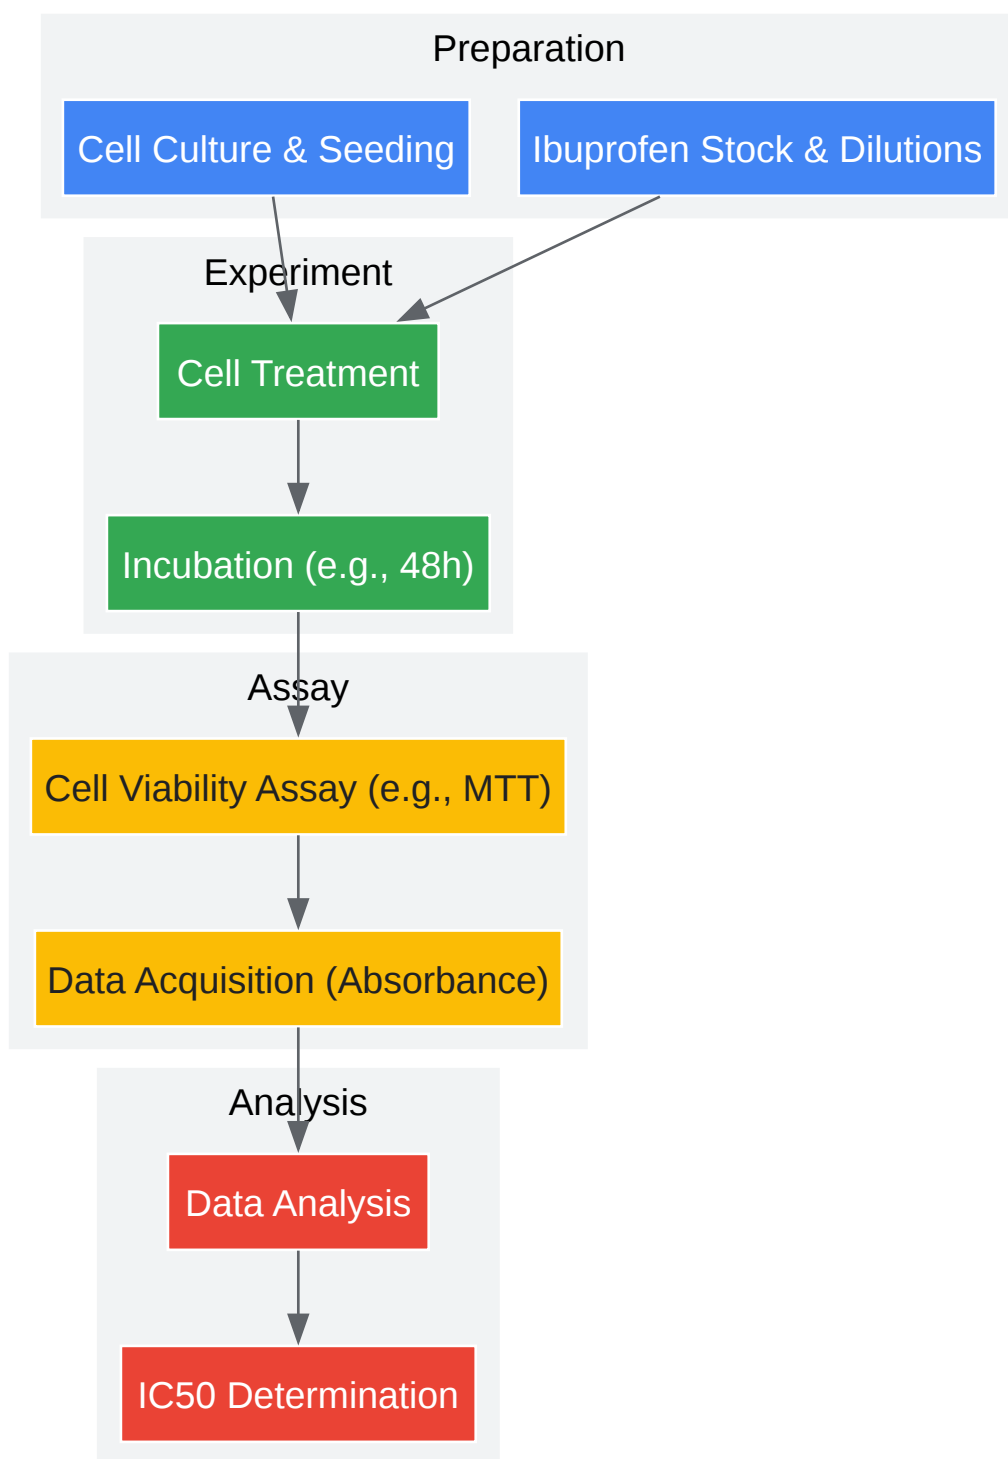 Preparation
Cell Culture & Seeding
Ibuprofen Stock & Dilutions
Experiment
Cell Treatment
Incubation (e.g., 48h)
Assay
Cell Viability Assay (e.g., MTT)
Data Acquisition (Absorbance)
Analysis
Data Analysis
IC50 Determination